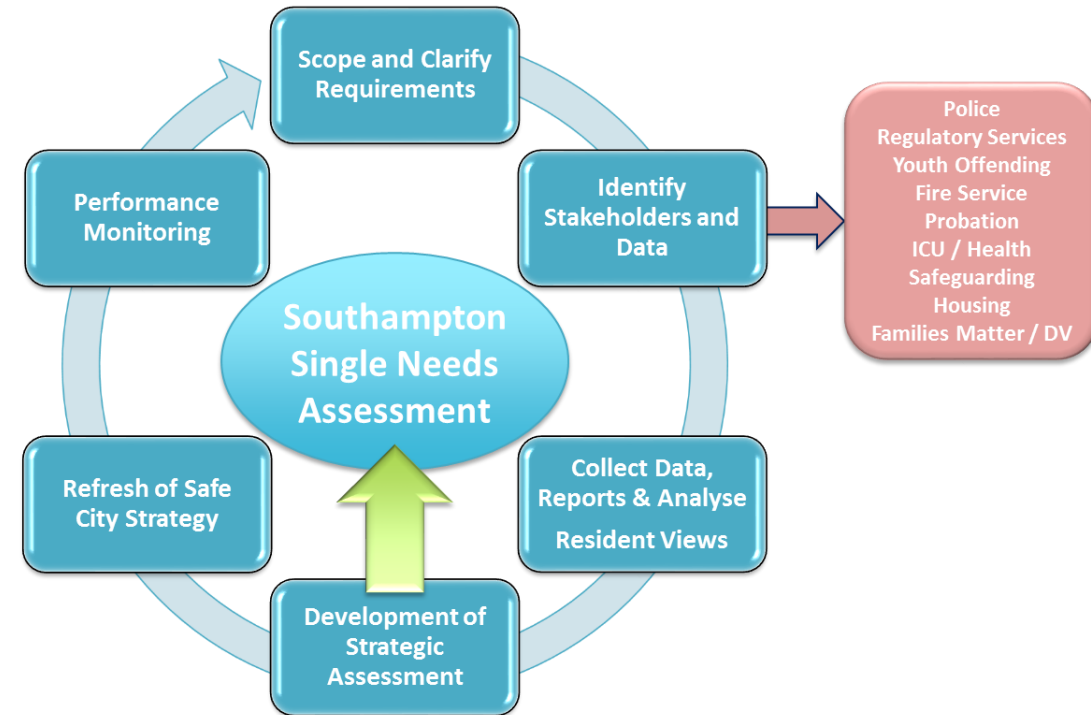 Scope and Clarify
Requirements
Identify
Stakeholders and
Data
Police
Regulatory Services
Youth Offending
Fire Service
Probation
ICU / Health
Safeguarding
Housing
Families Matter / DV
Collect Data,
Reports & Analyse
Resident Views
Development of
Strategic
Assessment
Refresh of Safe
City Strategy
Performance
Monitoring
Southampton
Single Needs
Assessment